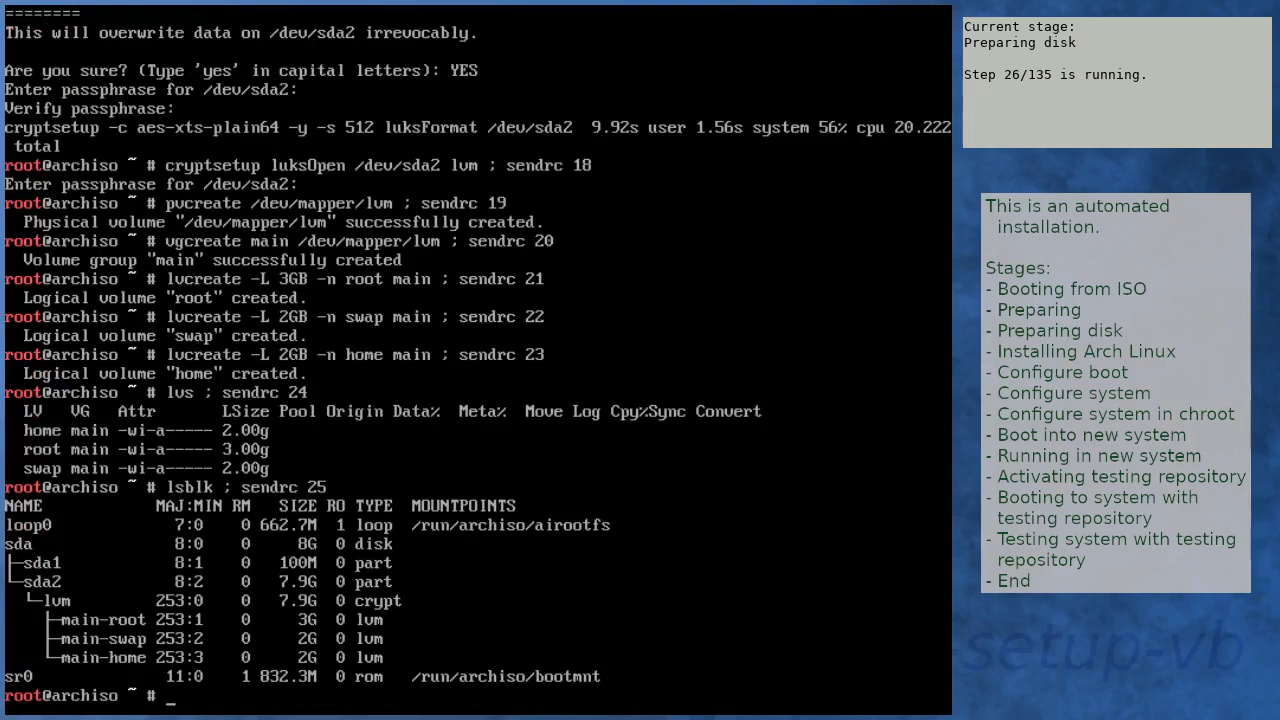 ========
This will overwrite data on /dev/sda2 irrevocably.
Are you sure? (Type 'yes' in capital letters): YES
Enter passphrase for /dev/sda2:
Verify passphrase:
cryptsetup -c aes-xts-plain64 -y -s 512 luksFormat /dev/sda2  9.92s user 1.56s system 56% cpu 20.222
 total
root@archiso ~ # cryptsetup luksOpen /dev/sda2 lvm ; sendrc 18
Enter passphrase for /dev/sda2:
root@archiso ~ # pvcreate /dev/mapper/lvm ; sendrc 19
  Physical volume "/dev/mapper/lvm" successfully created.
root@archiso ~ # vgcreate main /dev/mapper/lvm ; sendrc 20
  Volume group "main" successfully created
root@archiso ~ # lvcreate -L 3GB -n root main ; sendrc 21
  Logical volume "root" created.
root@archiso ~ # lvcreate -L 2GB -n swap main ; sendrc 22
  Logical volume "swap" created.
root@archiso ~ # lvcreate -L 2GB -n home main ; sendrc 23
  Logical volume "home" created.
root@archiso ~ # lvs ; sendrc 24
  LV   VG   Attr       LSize Pool Origin Data%  Meta%  Move Log Cpy%Sync Convert
  home main -wi-a----- 2.00g
  root main -wi-a----- 3.00g
  swap main -wi-a----- 2.00g
root@archiso ~ # lsblk ; sendrc 25
NAME            MAJ:MIN RM   SIZE RO TYPE  MOUNTPOINTS
loop0             7:0    0 662.7M  1 loop  /run/archiso/airootfs
sda               8:0    0     8G  0 disk
├─sda1            8:1    0   100M  0 part
└─sda2            8:2    0   7.9G  0 part
  └─lvm         253:0    0   7.9G  0 crypt
    ├─main-root 253:1    0     3G  0 lvm
    ├─main-swap 253:2    0     2G  0 lvm
    └─main-home 253:3    0     2G  0 lvm
sr0              11:0    1 832.3M  0 rom   /run/archiso/bootmnt
root@archiso ~ # _
Current stage:
Preparing disk
Step 26/135 is running.
This is an automated
installation.
Stages:
- Booting from ISO
- Preparing
- Preparing disk
- Installing Arch Linux
- Configure boot
- Configure system
- Configure system in chroot
- Boot into new system
- Running in new system
- Activating testing repository
- Booting to system with
testing repository
- Testing system with testing
repository
- End
setup-vb